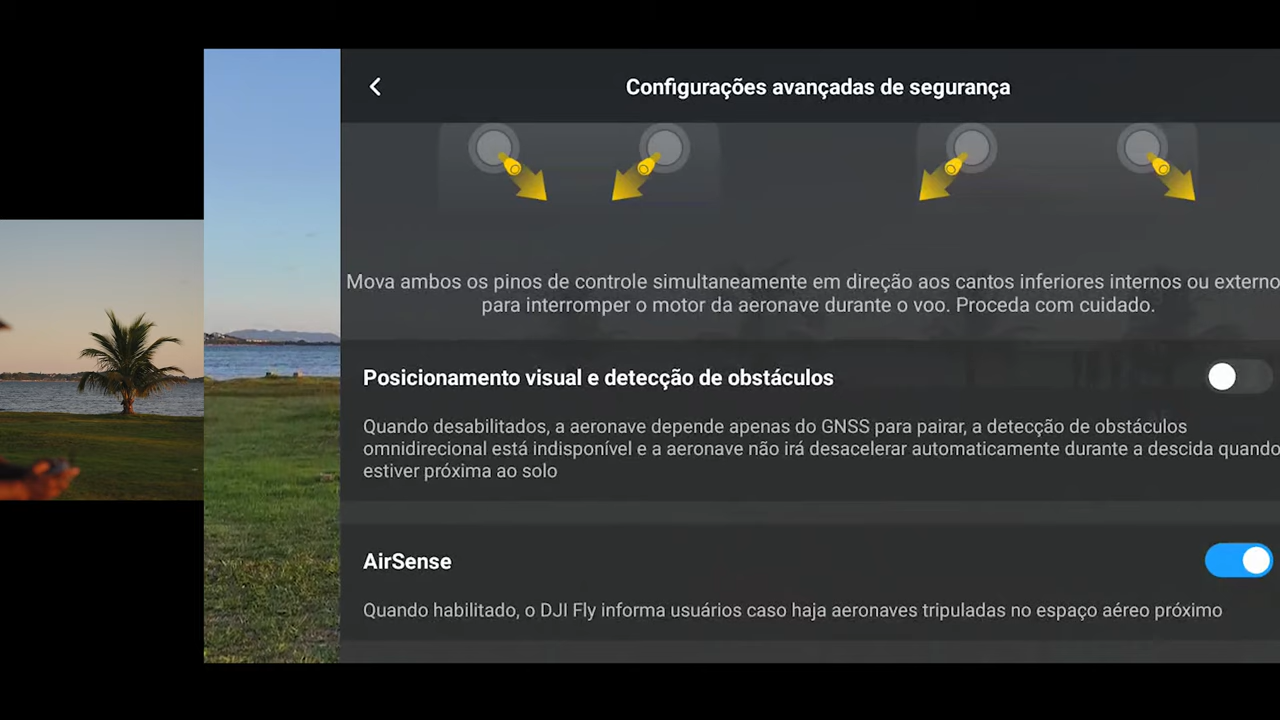 Configurações avançadas de segurança
Mova ambos os pinos de controle simultaneamente em direção aos cantos inferiores internos ou externo
para interromper o motor da aeronave durante o voo. Proceda com cuidado.
Posicionamento visual e detecção de obstáculos
Quando desabilitados, a aeronave depende apenas do GNSS para pairar, a detecção de obstáculos
omnidirecional está indisponível e a aeronave não irá desacelerar automaticamente durante a descida quando
estiver próxima ao solo
AirSense
Quando habilitado, o DJI Fly informa usuários caso haja aeronaves tripuladas no espaço aéreo próximo